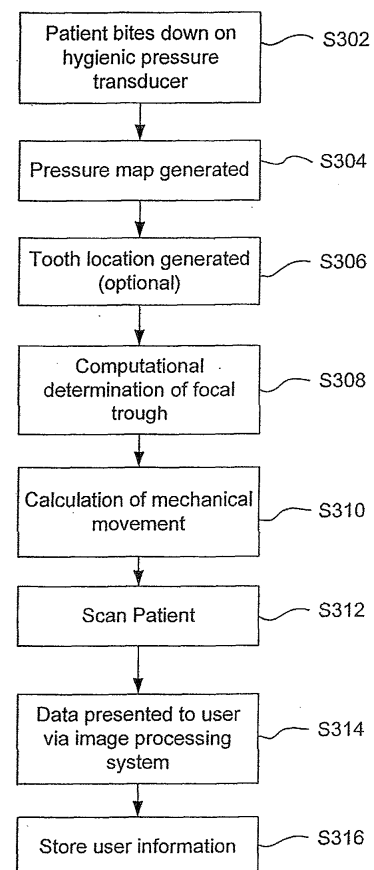 Patient bites down on
hygienic pressure
transducer
S302
Pressure map generated
S304
Tooth location generated
(optional)
S306
Computational
determination of focal
trough
S308
Calculation of mechanical
movement
S310
Scan Patient
S312
Data presented to user
via image processing
system
S314
Store user information
S316